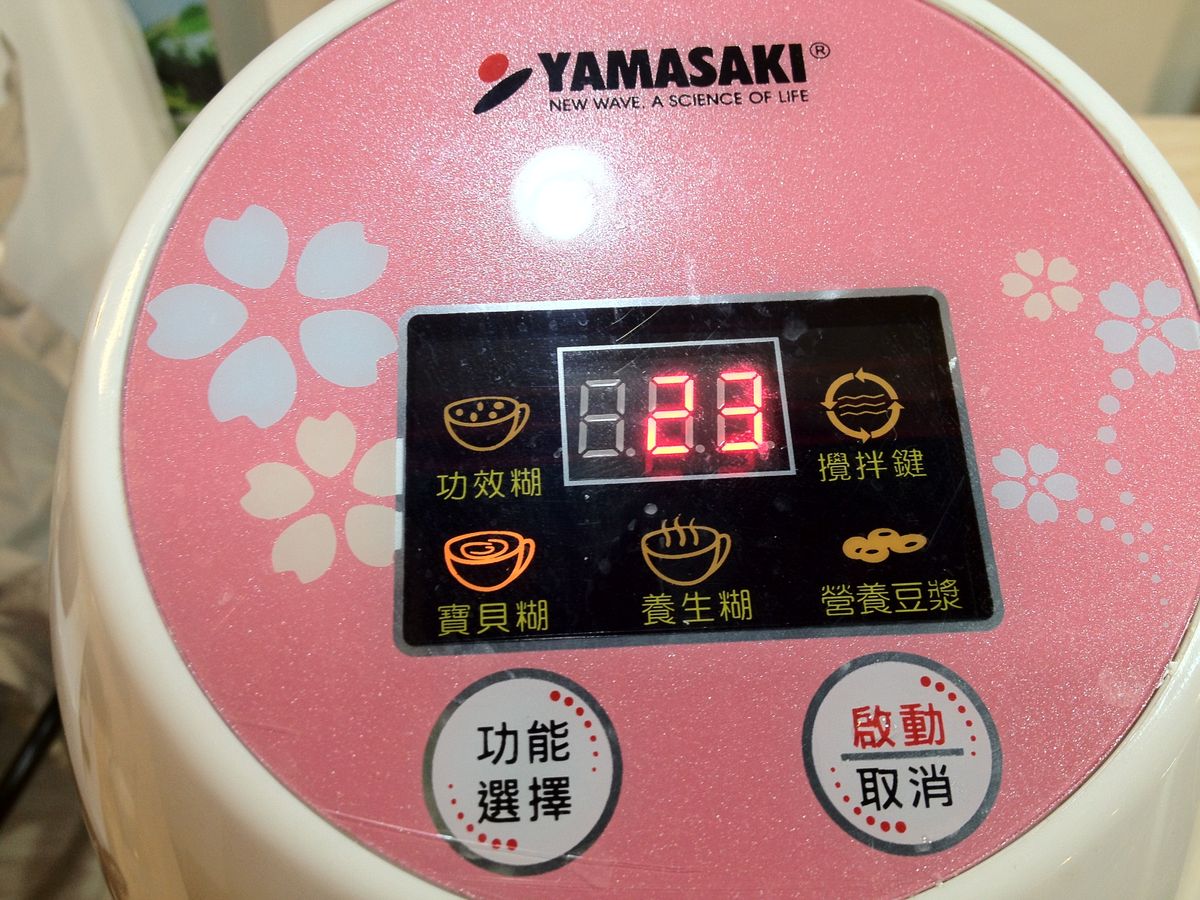 YAMASAKI®
NEW WAVE. A SCIENCE OF LIFE
23
功效糊
攪拌鍵
寶貝糊
養生糊
營養豆漿
功能
選擇
啟動
取消